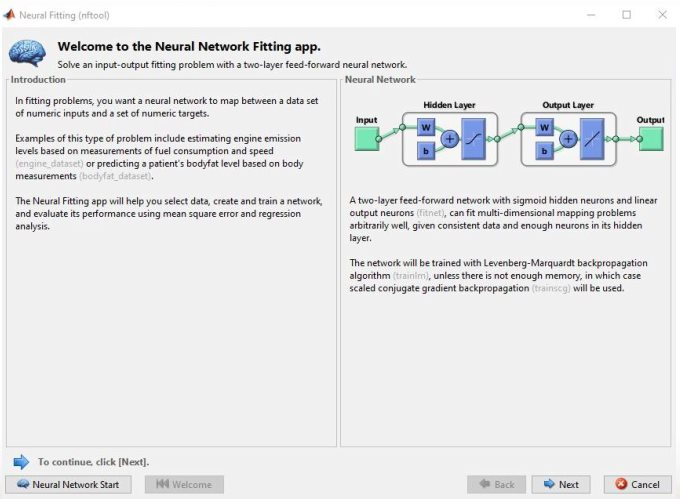 Neural Fitting (nftool)
Welcome to the Neural Network Fitting app.
Solve an input-output fitting problem with a two-layer feed-forward neural network.
Introduction
In fitting problems, you want a neural network to map between a data set
of numeric inputs and a set of numeric targets.
Examples of this type of problem include estimating engine emission
levels based on measurements of fuel consumption and speed
(engine_dataset) or predicting a patient's bodyfat level based on body
measurements (bodyfat_dataset).
The Neural Fitting app will help you select data, create and train a network,
and evaluate its performance using mean square error and regression
analysis.
Neural Network
Hidden Layer
Output Layer
Input
W
b
W
b
Output
A two-layer feed-forward network with sigmoid hidden neurons and linear
output neurons (fitnet), can fit multi-dimensional mapping problems
arbitrarily well, given consistent data and enough neurons in its hidden
layer.
The network will be trained with Levenberg-Marquardt backpropagation
algorithm (trainlm), unless there is not enough memory, in which case
scaled conjugate gradient backpropagation (trainscg) will be used.
To continue, click [Next].
Neural Network Start
Welcome
Back
Next
Cancel